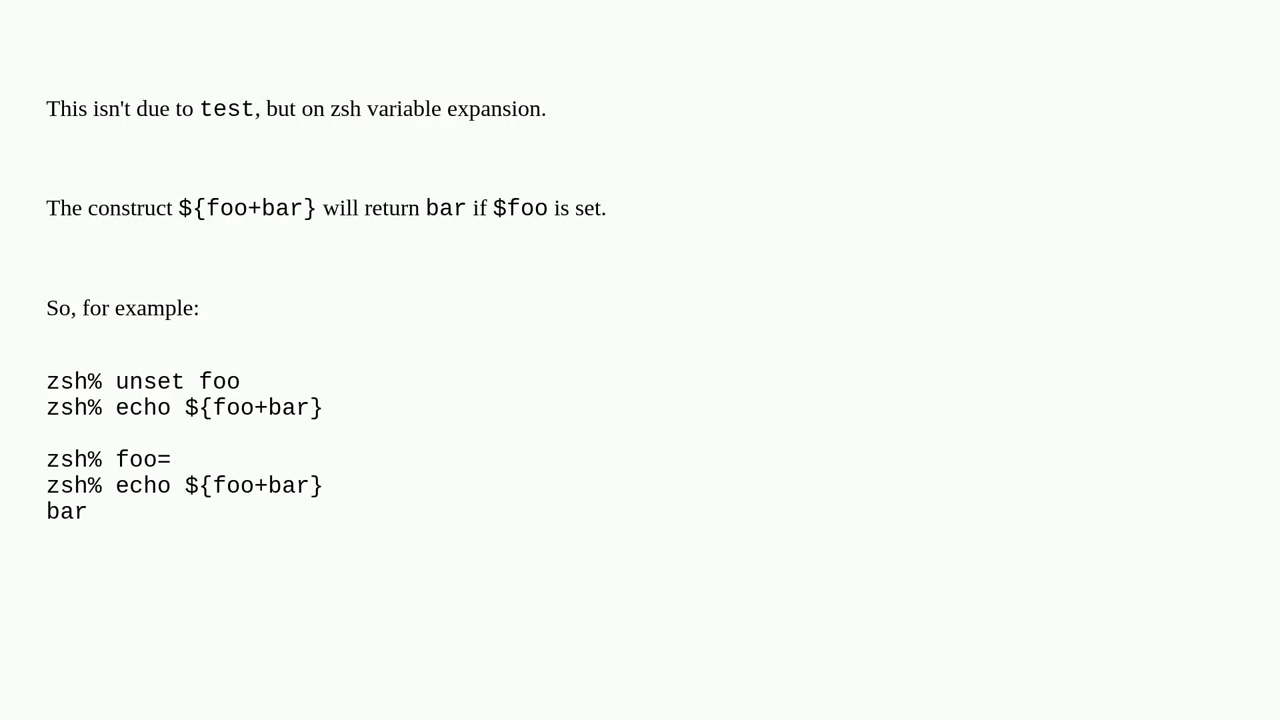 This isn't due to test, but on zsh variable expansion.
The construct ${foo+bar} will return bar if $foo is set.
So, for example:
zsh% unset foo
zsh% echo ${foo+bar}
zsh% foo=
zsh% echo ${foo+bar}
bar